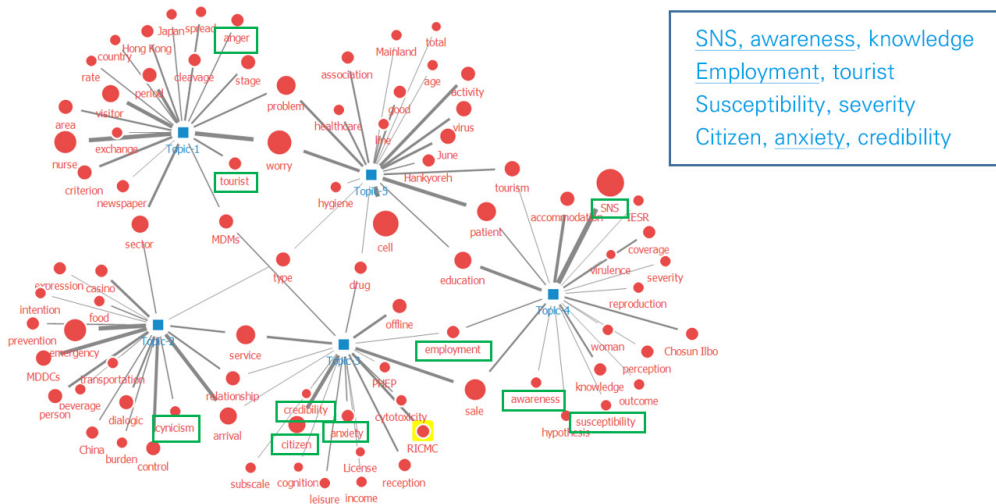 SNS, awareness, knowledge
Employment, tourist
Susceptibility, severity
Citizen, anxiety, credibility
Japan
spread
anger
Hong Kong
country
rate
period
cleavage
stage
visitor
area
exchange
nurse
Topic-1
worry
criterion
tourist
newspaper
problem
sector
MDMs
type
association
Mainland
total
age
activity
good
healthcare
line
virus
June
Hankyoreh
Topic-5
hygiene
cell
patient
tourism
drug
education
accommodation
SNS
IESR
coverage
virulence
severity
reproduction
Topic-4
woman
Chosun Ilbo
perception
knowledge
outcome
awareness
susceptibility
hypothesis
expression
casino
intention
food
prevention
emergency
Topic-2
MDDCs
transportation
person
beverage
dialogic
cynicism
China
burden
control
service
relationship
arrival
offline
employment
Topic-3
PHEP
credibility
cytotoxicity
sale
citizen
anxiety
RICMC
License
subscale
cognition
leisure
income
reception